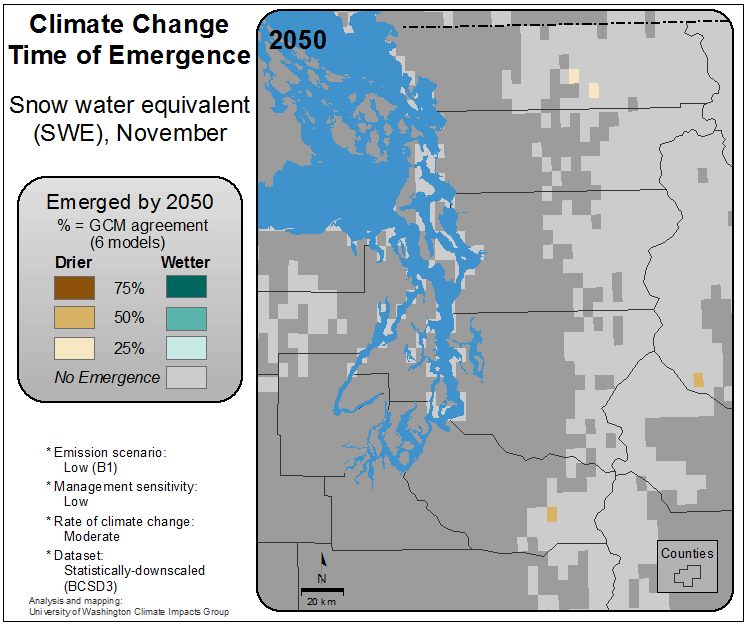 Climate Change
Time of Emergence
Snow water equivalent
(SWE), November
Emerged by 2050
% = GCM agreement
(6 models)
Drier Wetter
75%
50%
25%
No Emergence
* Emission scenario:
Low (B1)
* Management sensitivity:
Low
* Rate of climate change:
Moderate
* Dataset:
Statistically-downscaled
(BCSD3)
Analysis and mapping:
University of Washington Climate Impacts Group
2050
N
20 km
Counties